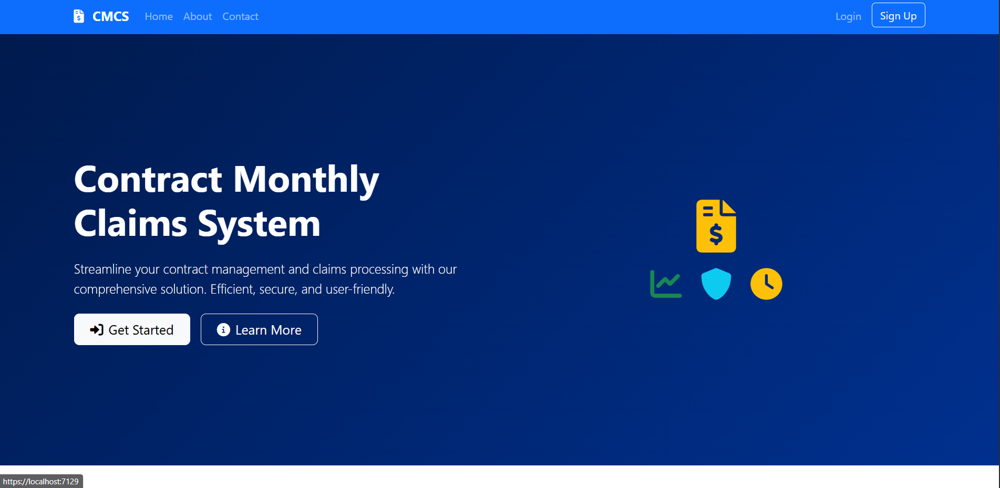 CMCS Home About Contact Login Sign Up
Contract Monthly
Claims System
Streamline your contract management and claims processing with our
comprehensive solution. Efficient, secure, and user-friendly.
Get Started Learn More
https://localhost:7129